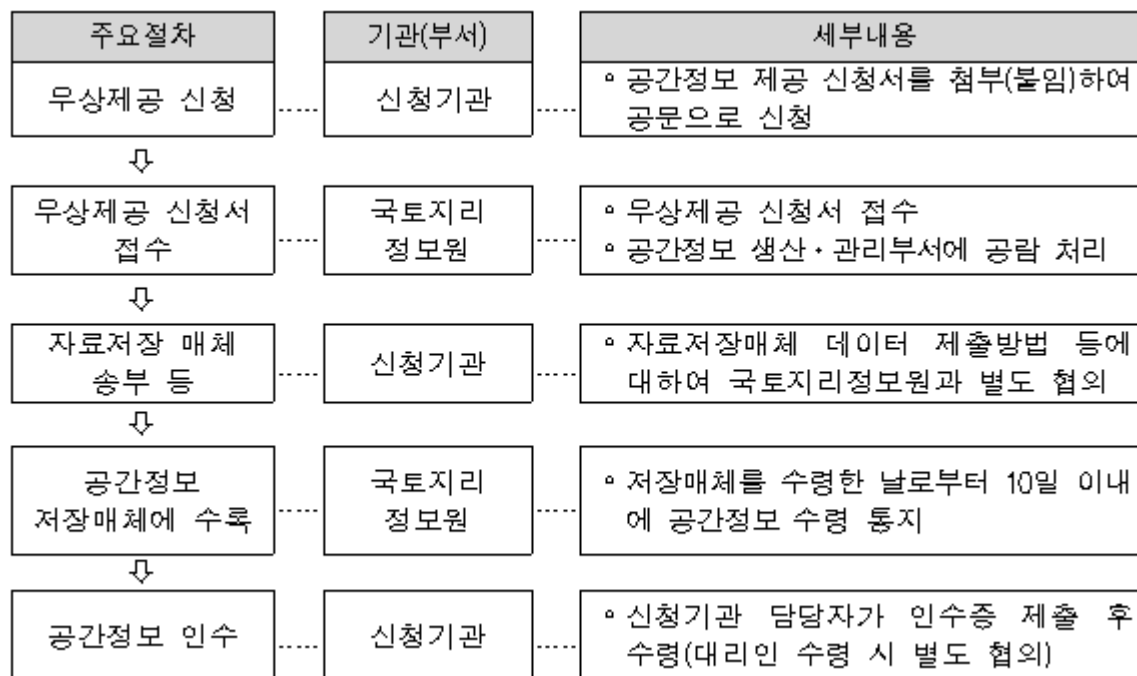 주요절차
기관(부서)
세부내용
무상제공 신청
신청기관
∘ 공간정보 제공 신청서를 첨부(붙임)하여
공문으로 신청
무상제공 신청서
접수
국토지리
정보원
∘ 무상제공 신청서 접수
∘ 공간정보 생산·관리부서에 공람 처리
자료저장 매체
송부 등
신청기관
∘ 자료저장매체 데이터 제출방법 등에
대하여 국토지리정보원과 별도 협의
공간정보
저장매체에 수록
국토지리
정보원
∘ 저장매체를 수령한 날로부터 10일 이내
에 공간정보 수령 통지
공간정보 인수
신청기관
∘ 신청기관 담당자가 인수증 제출 후
수령(대리인 수령 시 별도 협의)